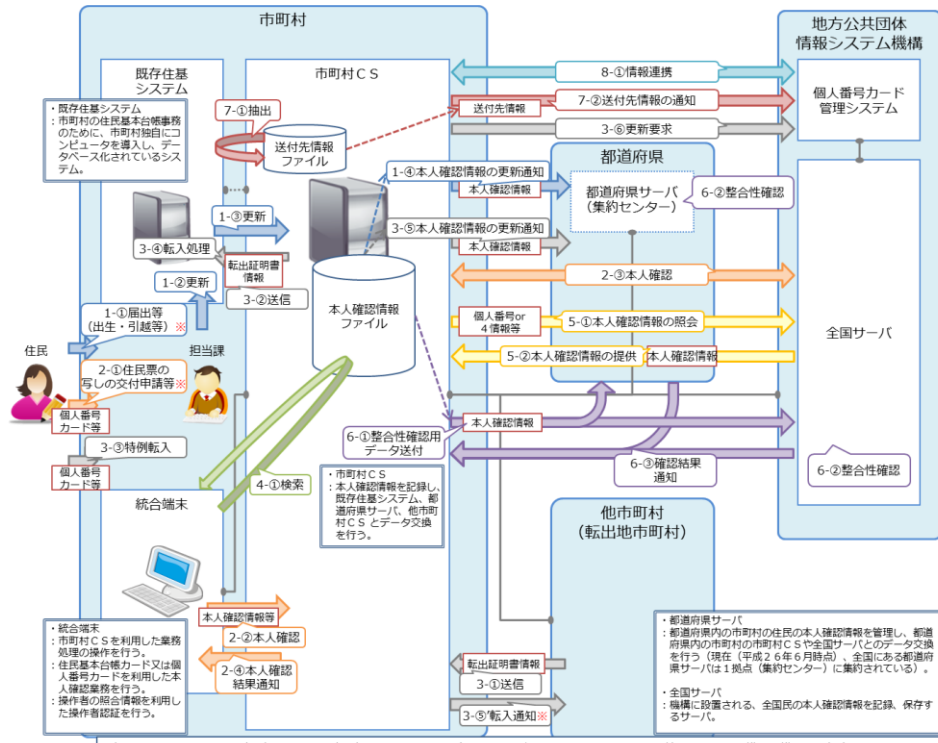 市町村
地方公共団体
情報システム機構
既存住基
システム
市町村ＣＳ
個人番号カード
管理システム
8-①情報連携
7-①抽出
送付先情報
7-②送付先情報の通知
3-⑥更新要求
・既存住基システム
：市町村の住民基本台帳事務
のために、市町村独自にコン
ピュータを導入し、デー
タベース化されているシス
テム。
送付先情報
ファイル
都道府県
1-④本人確認情報の更新通知
本人確認情報
都道府県サーバ
（集約センター）
6-②整合性確認
1-③更新
3-⑤本人確認情報の更新通知
本人確認情報
3-④転入処理
転出証明書
情報
3-②送信
1-②更新
2-③本人確認
1-①届出等
（出生・引越等）※
本人確認情報
ファイル
個人番号or
４情報等
5-①本人確認情報の照会
全国サーバ
住民
担当課
5-②本人確認情報の提供
本人確認情報
2-①住民票の
写しの交付申請等※
個人番号
カード等
本人確認情報
3-③特例転入
個人番号
カード等
6-①整合性確認用
データ送付
4-①検索
6-③確認結果
通知
6-②整合性確認
・市町村ＣＳ
：本人確認情報を記録し、
既存住基システム、都
道府県サーバ、他市町
村ＣＳ とデータ交換
を行う。
統合端末
他市町村
（転出地市町村）
本人確認情報等
2-②本人確認
・統合端末
：市町村ＣＳを利用した業務
処理の操作を行う。
：住民基本台帳カード又は個
人番号カードを利用した本
人確認業務を行う。
：操作者の照合情報を利用し
た操作者認証を行う。
2-④本人確認
結果通知
転出証明書情報
3-①送信
3-⑤’転入通知※
・都道府県サーバ
：都道府県内の市町村の住民の本人確認情報を管理し、都道
府県内の市町村の市町村ＣＳや全国サーバとのデータ交換
を行う（現在（平成２６年６月時点）、全国にある都道府
県サーバは１拠点（集約センター）に集約されている）。
・全国サーバ
：機構に設置される、全国民の本人確認情報を記録、保存す
るサーバ。